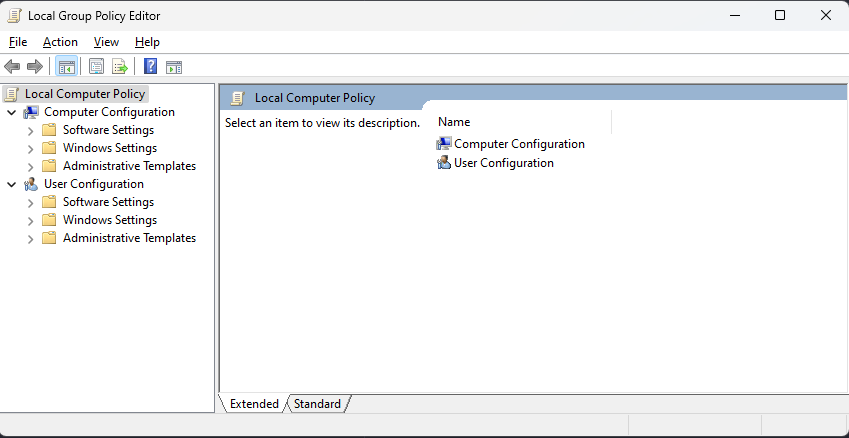 Local Group Policy Editor
File Action View Help
Local Computer Policy
Computer Configuration
Software Settings
Windows Settings
Administrative Templates
User Configuration
Software Settings
Windows Settings
Administrative Templates
Local Computer Policy
Select an item to view its description.
Name
Computer Configuration
User Configuration
Extended Standard